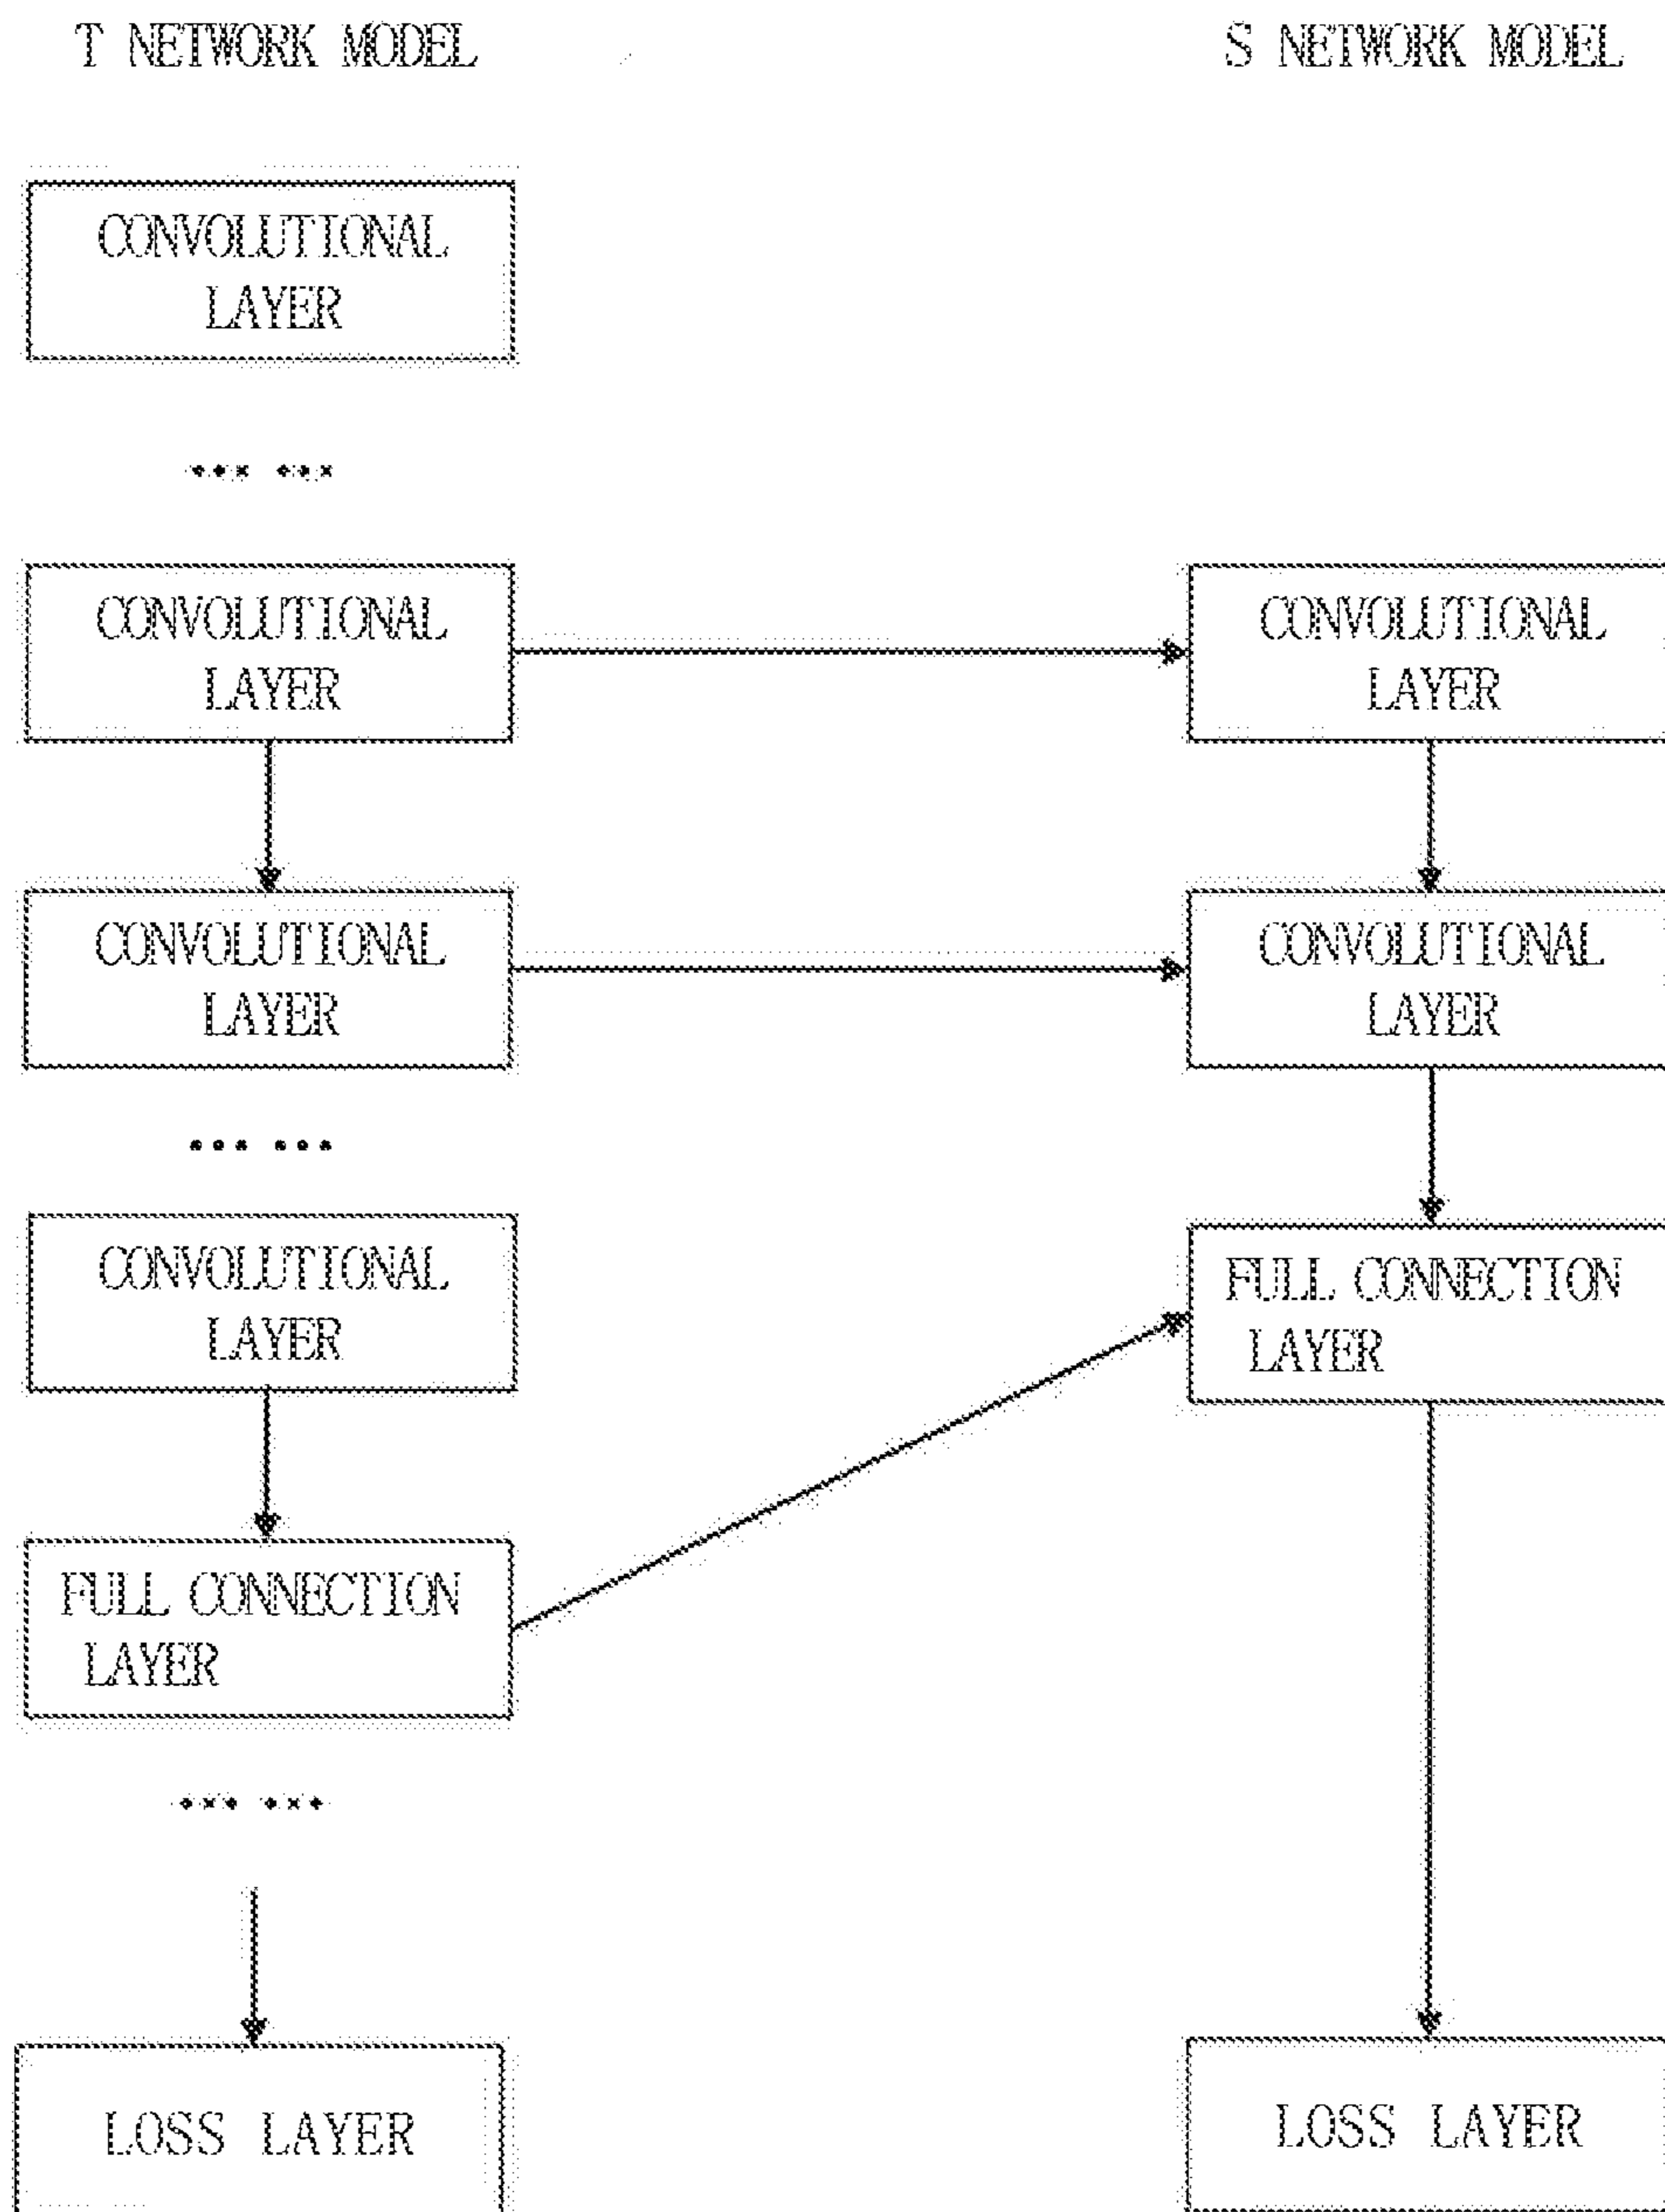 T NETWORK MODEL
S NETWORK MODEL
CONVOLUTIONAL
LAYER
... ...
CONVOLUTIONAL
LAYER
CONVOLUTIONAL
LAYER
CONVOLUTIONAL
LAYER
CONVOLUTIONAL
LAYER
... ...
CONVOLUTIONAL
LAYER
FULL CONNECTION
LAYER
FULL CONNECTION
LAYER
... ...
LOSS LAYER
LOSS LAYER